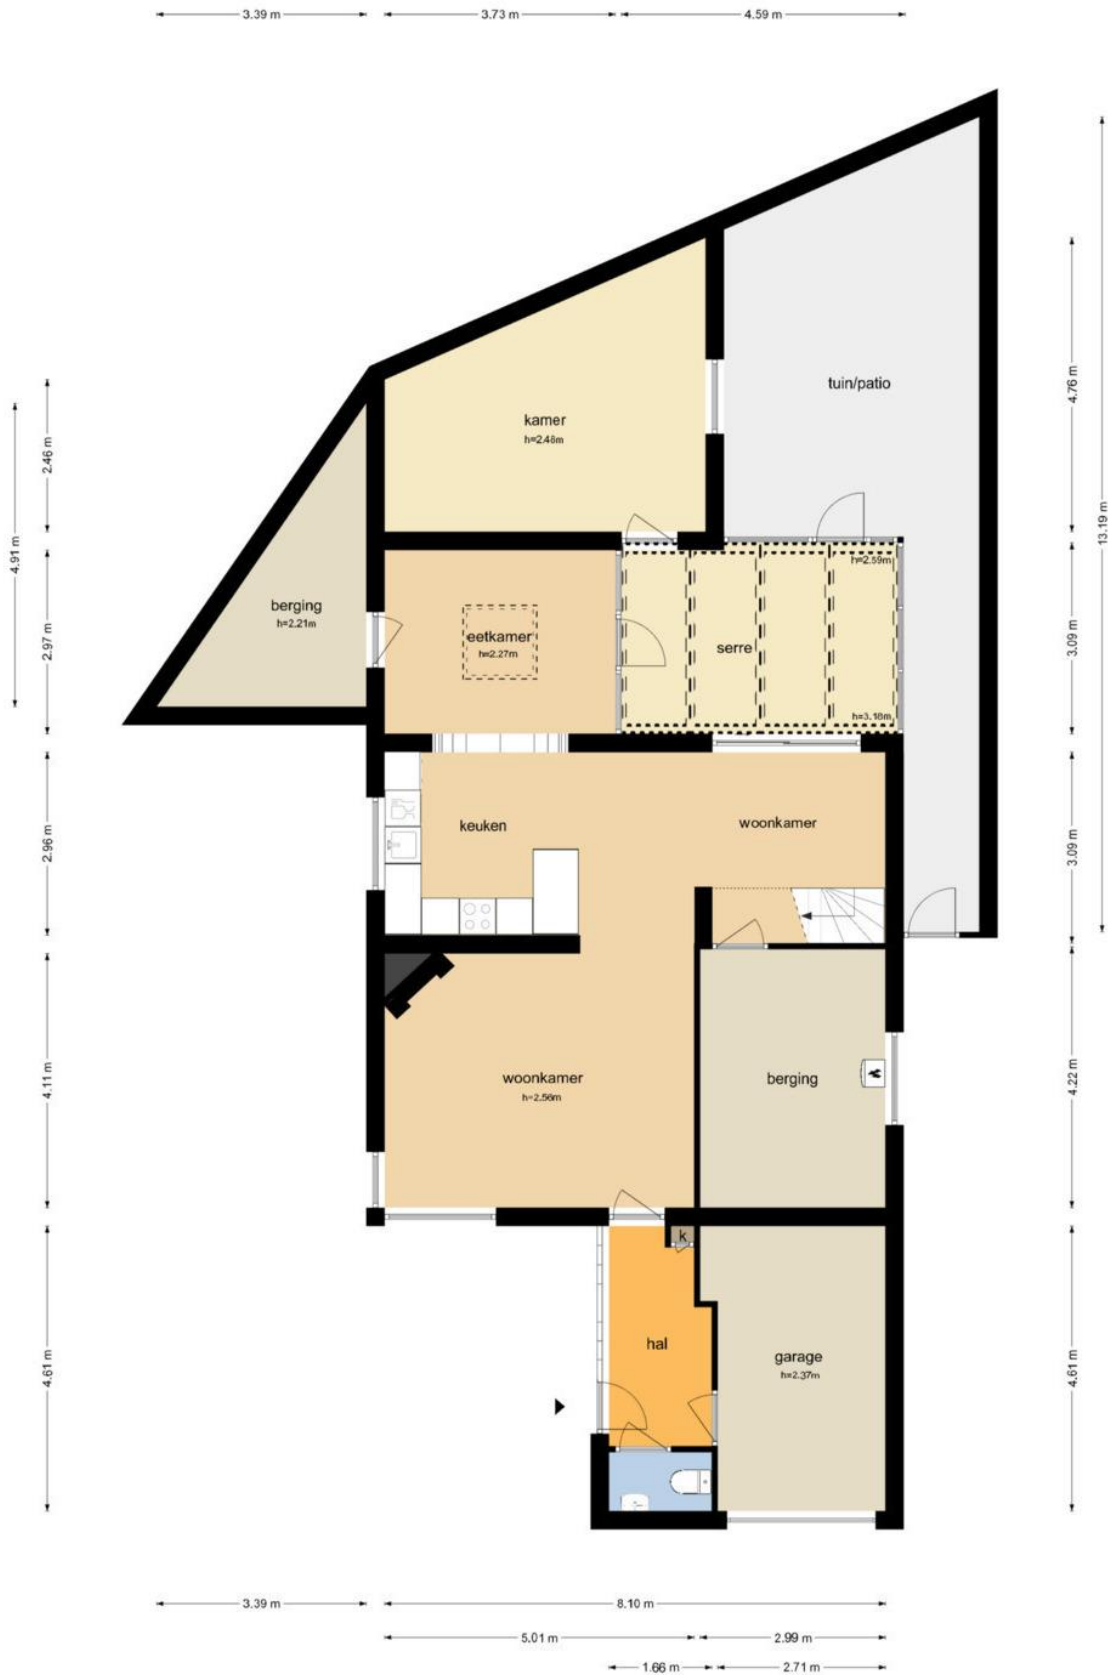 3.39 m
3.73 m
4.59 m
tuin/patio
kamer
h=2.48m
4.76 m
2.46 m
4.91 m
13.19 m
h=2.59m
berging
h=2.21m
eetkamer
h=2.27m
serre
2.97 m
3.09 m
h=3.18m
keuken
woonkamer
2.96 m
3.09 m
woonkamer
h=2.56m
berging
4.11 m
4.22 m
k
hal
garage
h=2.37m
4.61 m
4.61 m
3.39 m
8.10 m
5.01 m
2.99 m
1.66 m
2.71 m